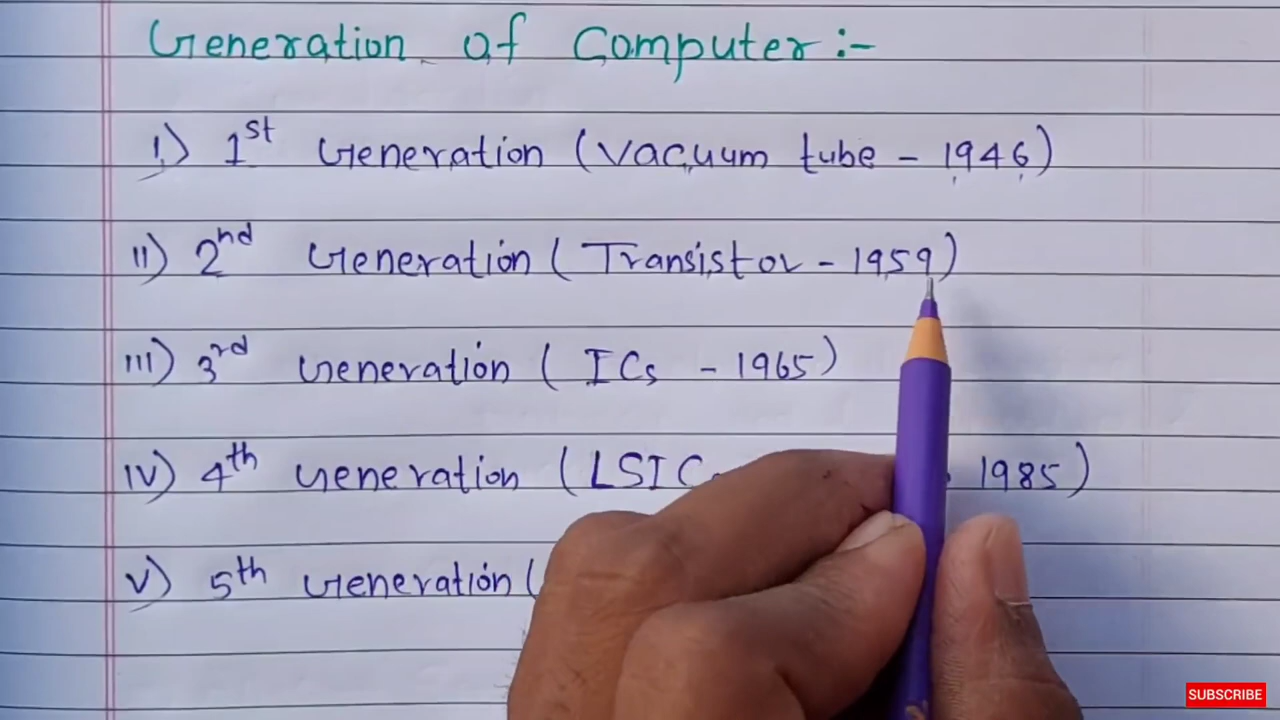 Generation of Computer:-
I) 1st Generation (Vacuum tube - 1946)
II) 2nd Generation (Transistor - 1959)
III) 3rd Generation ( ICs - 1965)
IV) 4th Generation (LSIC 1985)
V) 5th Generation (
SUBSCRIBE